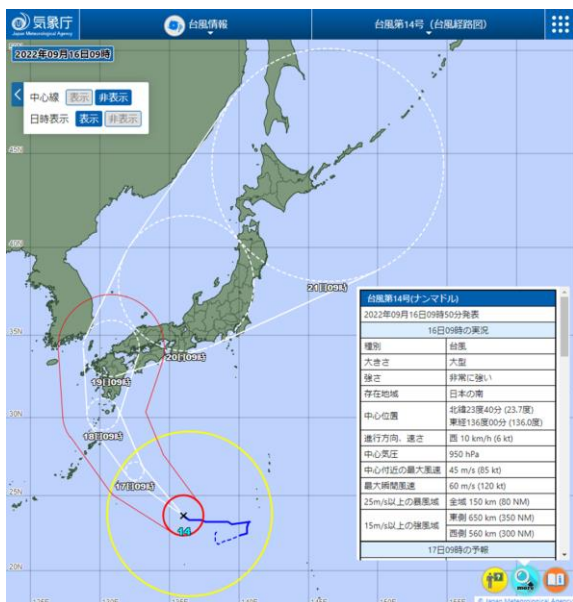 気象庁
Japan Meteorological Agency
台風情報
台風第14号（台風経路図）
2022年09月16日09時
中心線 表示 非表示
日時表示 表示 非表示
45N
40N
35N
30N
25N
20N
21日09時
20日09時
19日09時
18日09時
17日09時
14
台風第14号(ナンマドル)
2022年09月16日09時50分発表
16日09時の実況
種別 台風
大きさ 大型
強さ 非常に強い
存在地域 日本の南
中心位置 北緯23度40分 (23.7度)
東経136度00分 (136.0度)
進行方向、速さ 西 10 km/h (6 kt)
中心気圧 950 hPa
中心付近の最大風速 45 m/s (85 kt)
最大瞬間風速 60 m/s (120 kt)
25m/s以上の暴風域 全域 150 km (80 NM)
15m/s以上の強風域 東側 650 km (350 NM)
西側 560 km (300 NM)
17日09時の予報
more
© Japan Meteorological Agency